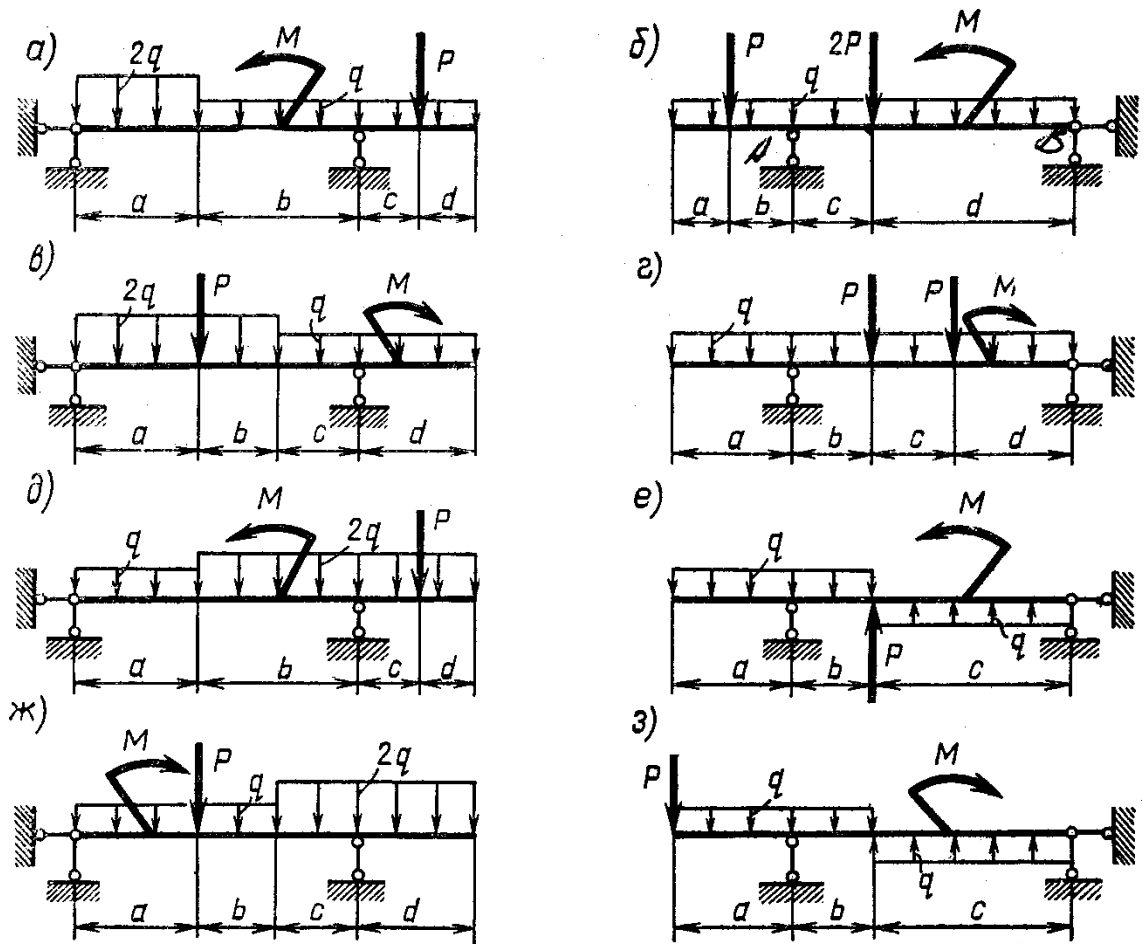 а) 2q M q P
a b c d
б) P q 2P M
A B
a b c d
в) 2q P q M
a b c d
г) q P P M
a b c d
д) q M 2q P
a b c d
е) q M
P q
a b c
ж) M P q 2q
a b c d
з) P q M
q
a b c